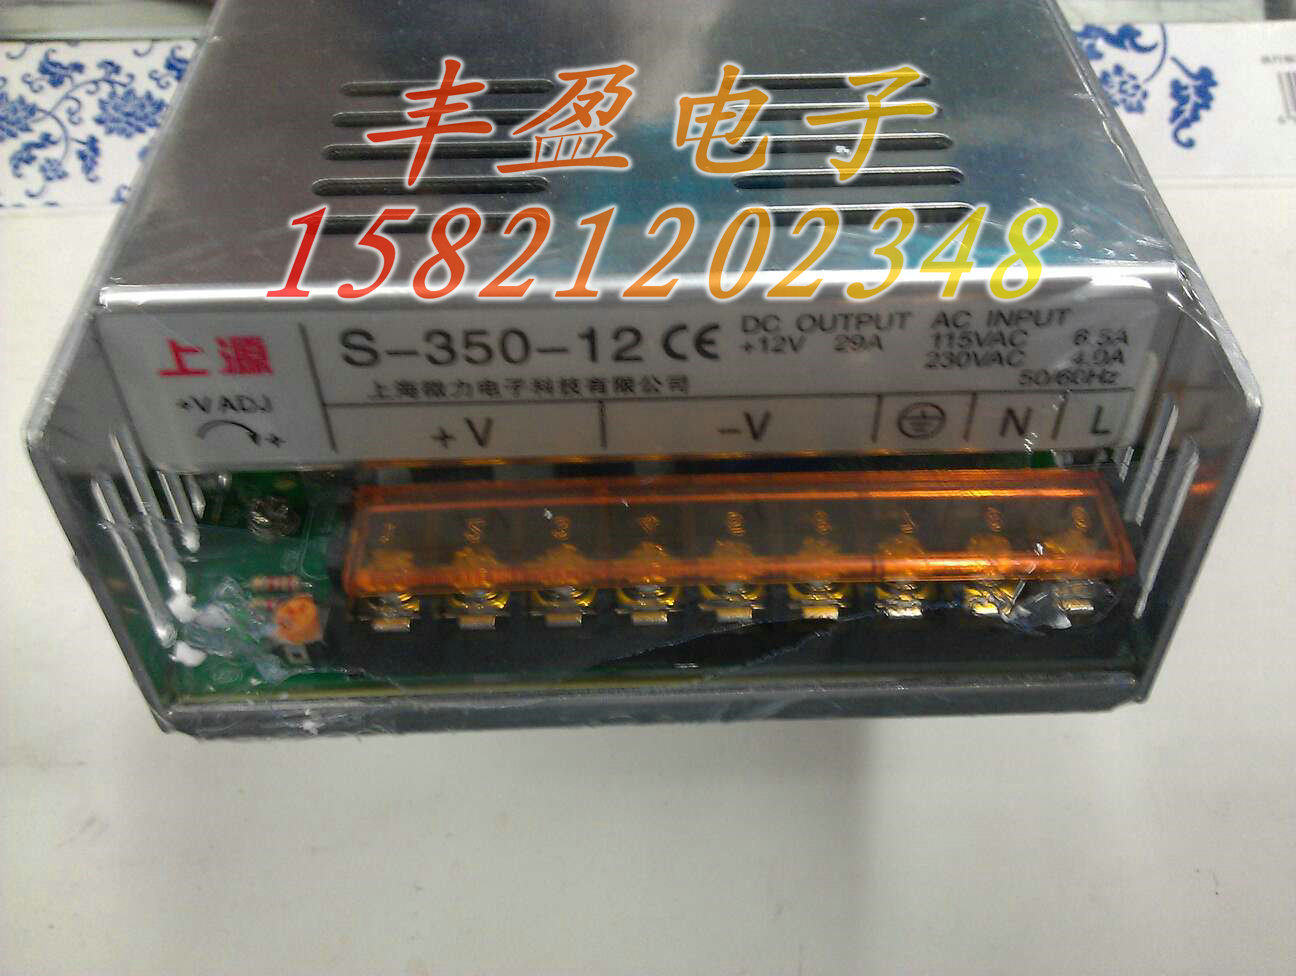 丰盈电子
15821202348
上源
S-350-12 CE
DC OUTPUT AC INPUT
+12V 29A 115VAC 6.5A
230VAC 4.0A
50/60Hz
上海微力电子科技有限公司
+V ADJ
+
+V -V N L